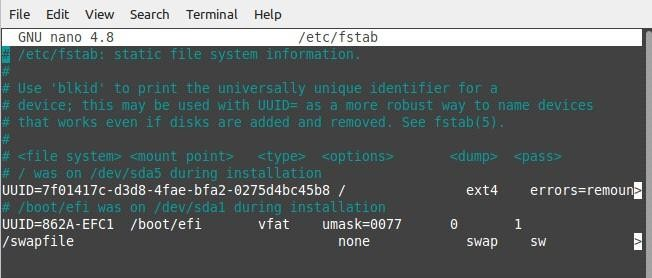 File Edit View Search Terminal Help
GNU nano 4.8 /etc/fstab
# /etc/fstab: static file system information.
#
# Use 'blkid' to print the universally unique identifier for a
# device; this may be used with UUID= as a more robust way to name devices
# that works even if disks are added and removed. See fstab(5).
#
# <file system> <mount point> <type> <options> <dump> <pass>
# / was on /dev/sda5 during installation
UUID=7f01417c-d3d8-4fae-bfa2-0275d4bc45b8 / ext4 errors=remoun>
# /boot/efi was on /dev/sda1 during installation
UUID=862A-EFC1 /boot/efi vfat umask=0077 0 1
/swapfile none swap sw >